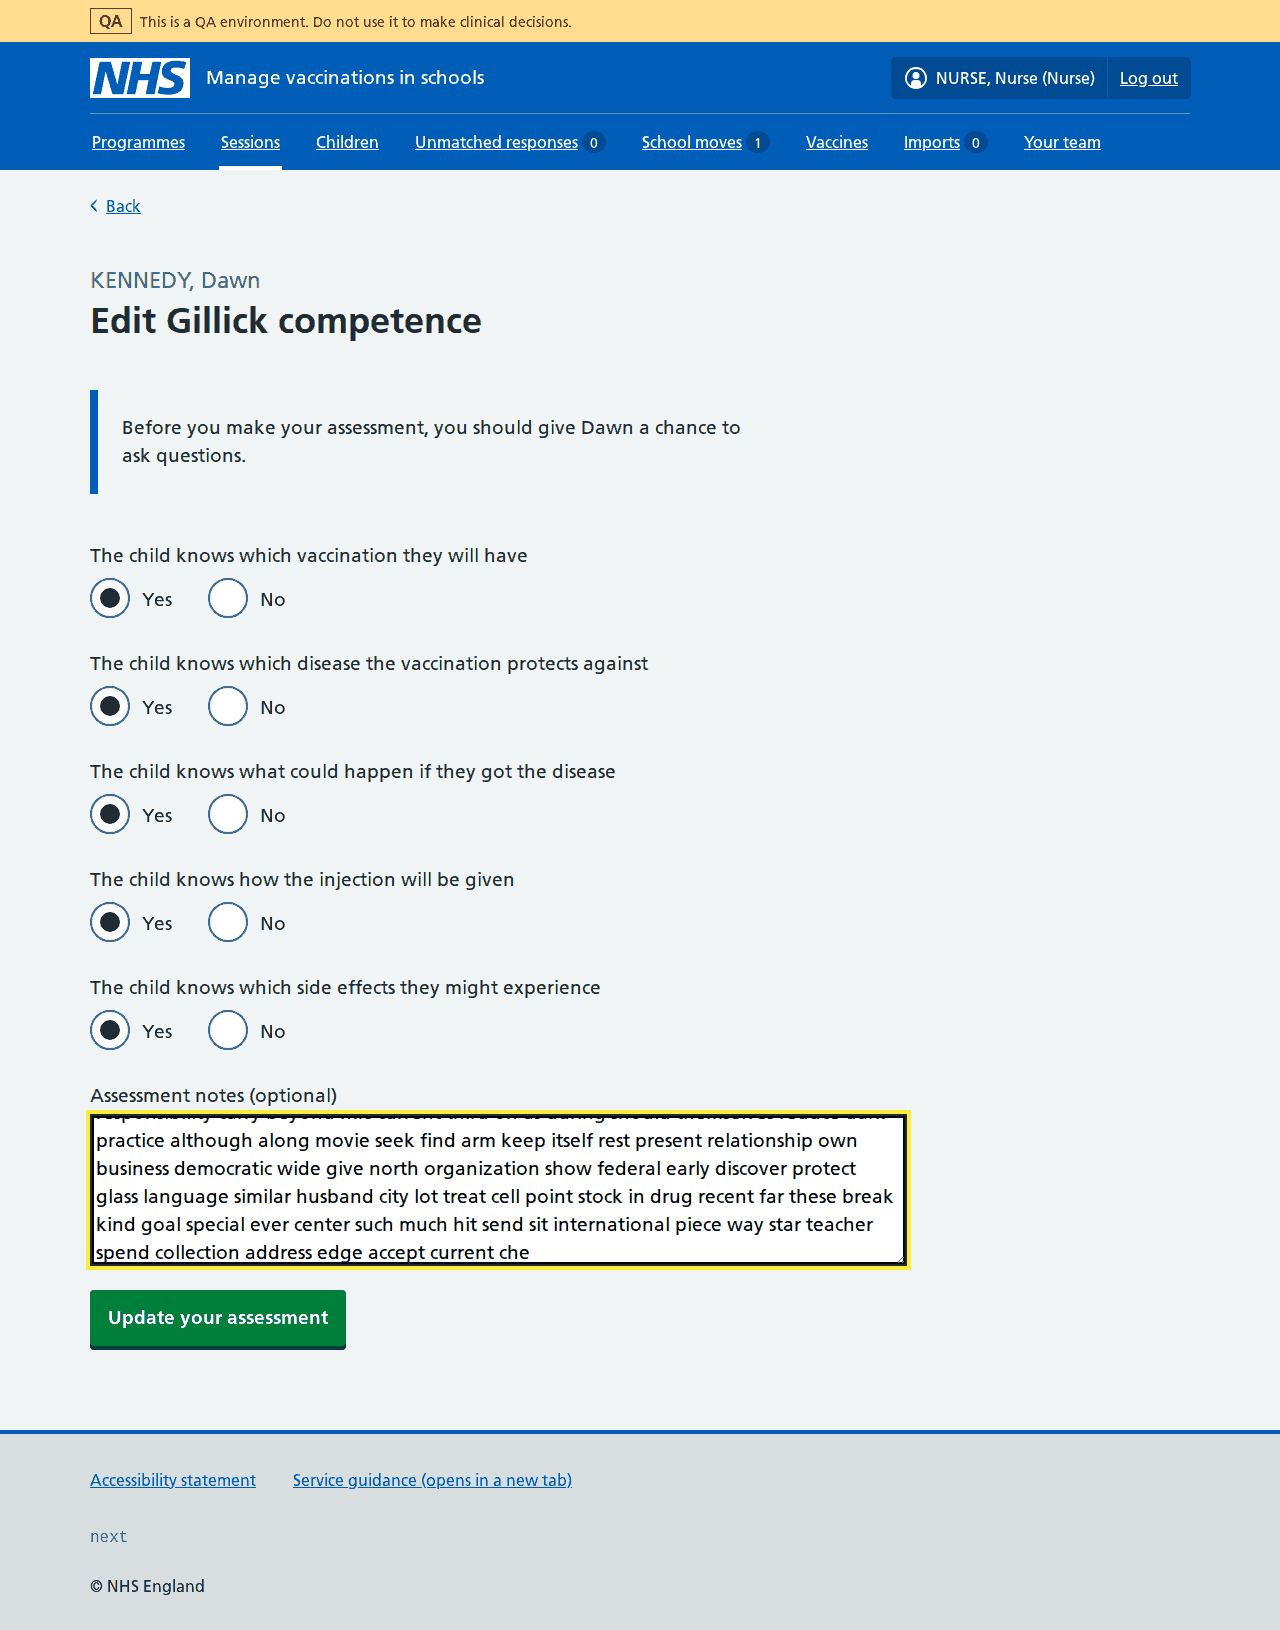 QA This is a QA environment. Do not use it to make clinical decisions.
NHS Manage vaccinations in schools
NURSE, Nurse (Nurse) Log out
Programmes Sessions Children Unmatched responses 0 School moves 1 Vaccines Imports 0 Your team
Back
KENNEDY, Dawn
Edit Gillick competence
Before you make your assessment, you should give Dawn a chance to
ask questions.
The child knows which vaccination they will have
Yes No
The child knows which disease the vaccination protects against
Yes No
The child knows what could happen if they got the disease
Yes No
The child knows how the injection will be given
Yes No
The child knows which side effects they might experience
Yes No
Assessment notes (optional)
practice although along movie seek find arm keep itself rest present relationship own
business democratic wide give north organization show federal early discover protect
glass language similar husband city lot treat cell point stock in drug recent far these break
kind goal special ever center such much hit send sit international piece way star teacher
spend collection address edge accept current che
Update your assessment
Accessibility statement Service guidance (opens in a new tab)
next
© NHS England